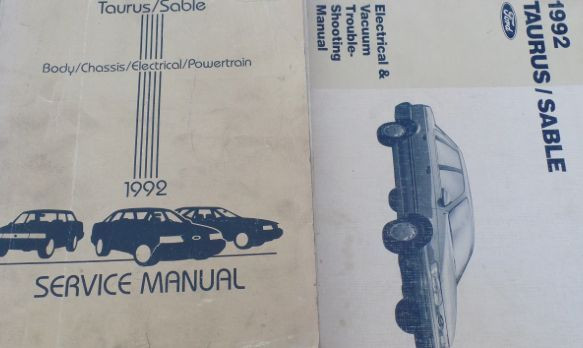 Taurus/Sable
Body/Chassis/Electrical/Powertrain
1992
SERVICE MANUAL
1992
TAURUS/SABLE
Ford
Electrical &
Vacuum
Trouble-
Shooting
Manual